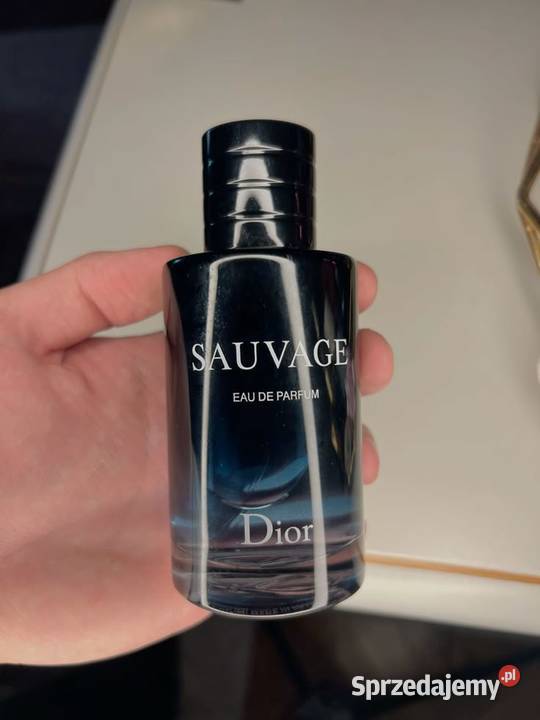 SAUVAGE
EAU DE PARFUM
Dior
Sprzedajemy.pl